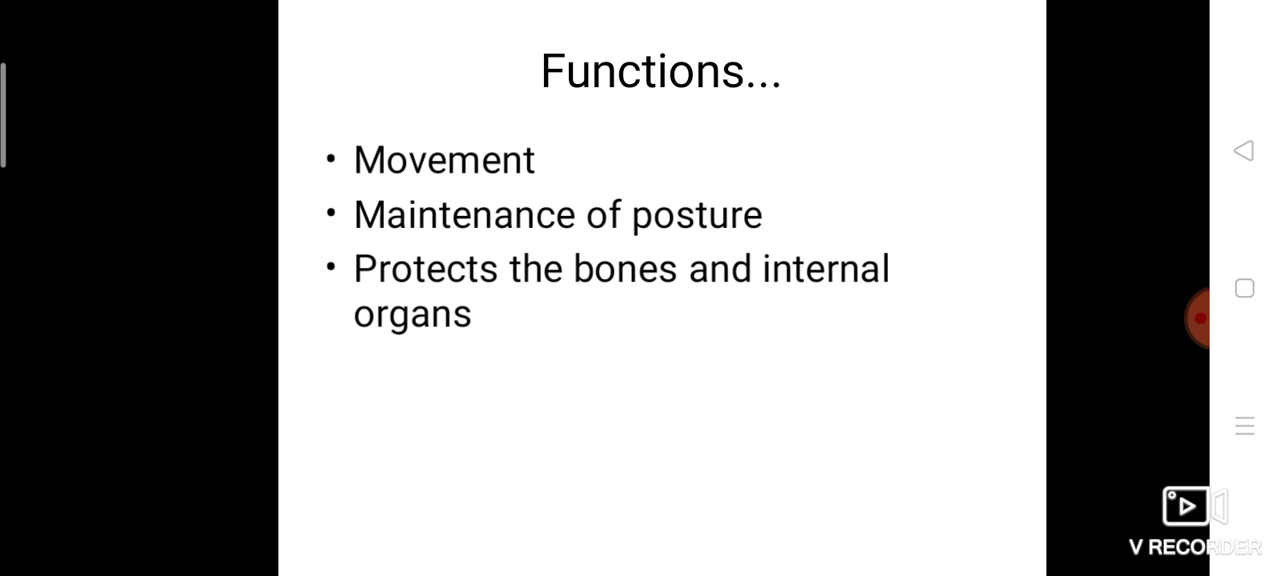 Functions...
• Movement
• Maintenance of posture
• Protects the bones and internal
organs
V RECORDER